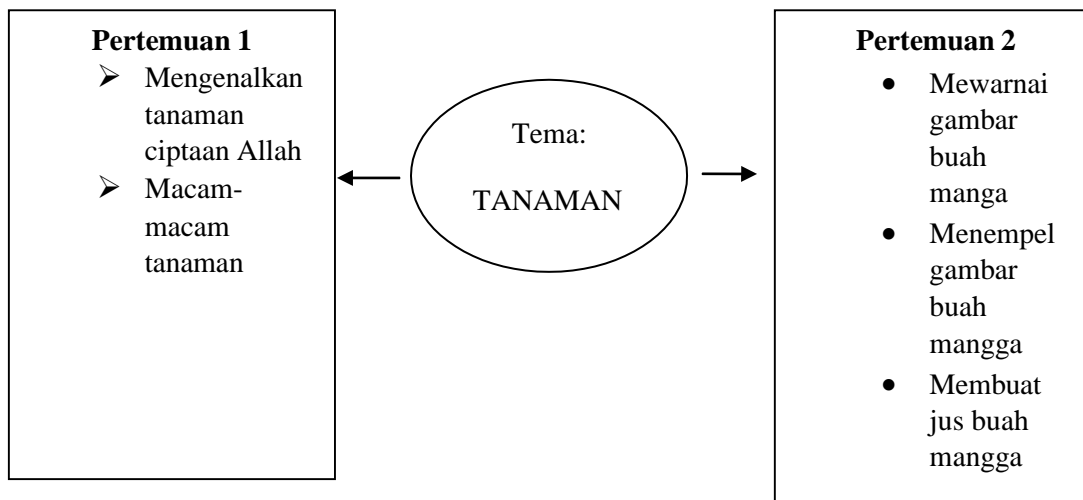 Pertemuan 1
➢ Mengenalkan
tanaman
ciptaan Allah
➢ Macam-
macam
tanaman
Tema:
TANAMAN
Pertemuan 2
• Mewarnai
gambar
buah
manga
• Menempel
gambar
buah
mangga
• Membuat
jus buah
mangga